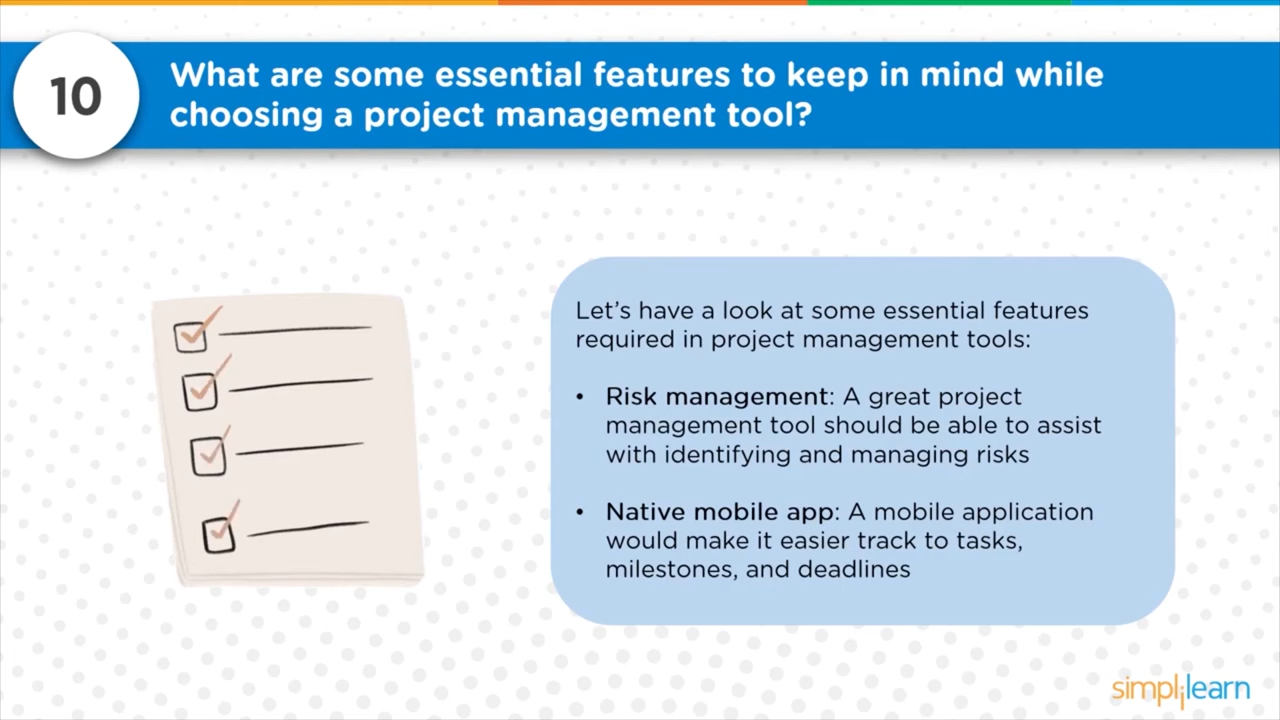 10
What are some essential features to keep in mind while
choosing a project management tool?
Let's have a look at some essential features
required in project management tools:
• Risk management: A great project
management tool should be able to assist
with identifying and managing risks
• Native mobile app: A mobile application
would make it easier track to tasks,
milestones, and deadlines
simplilearn